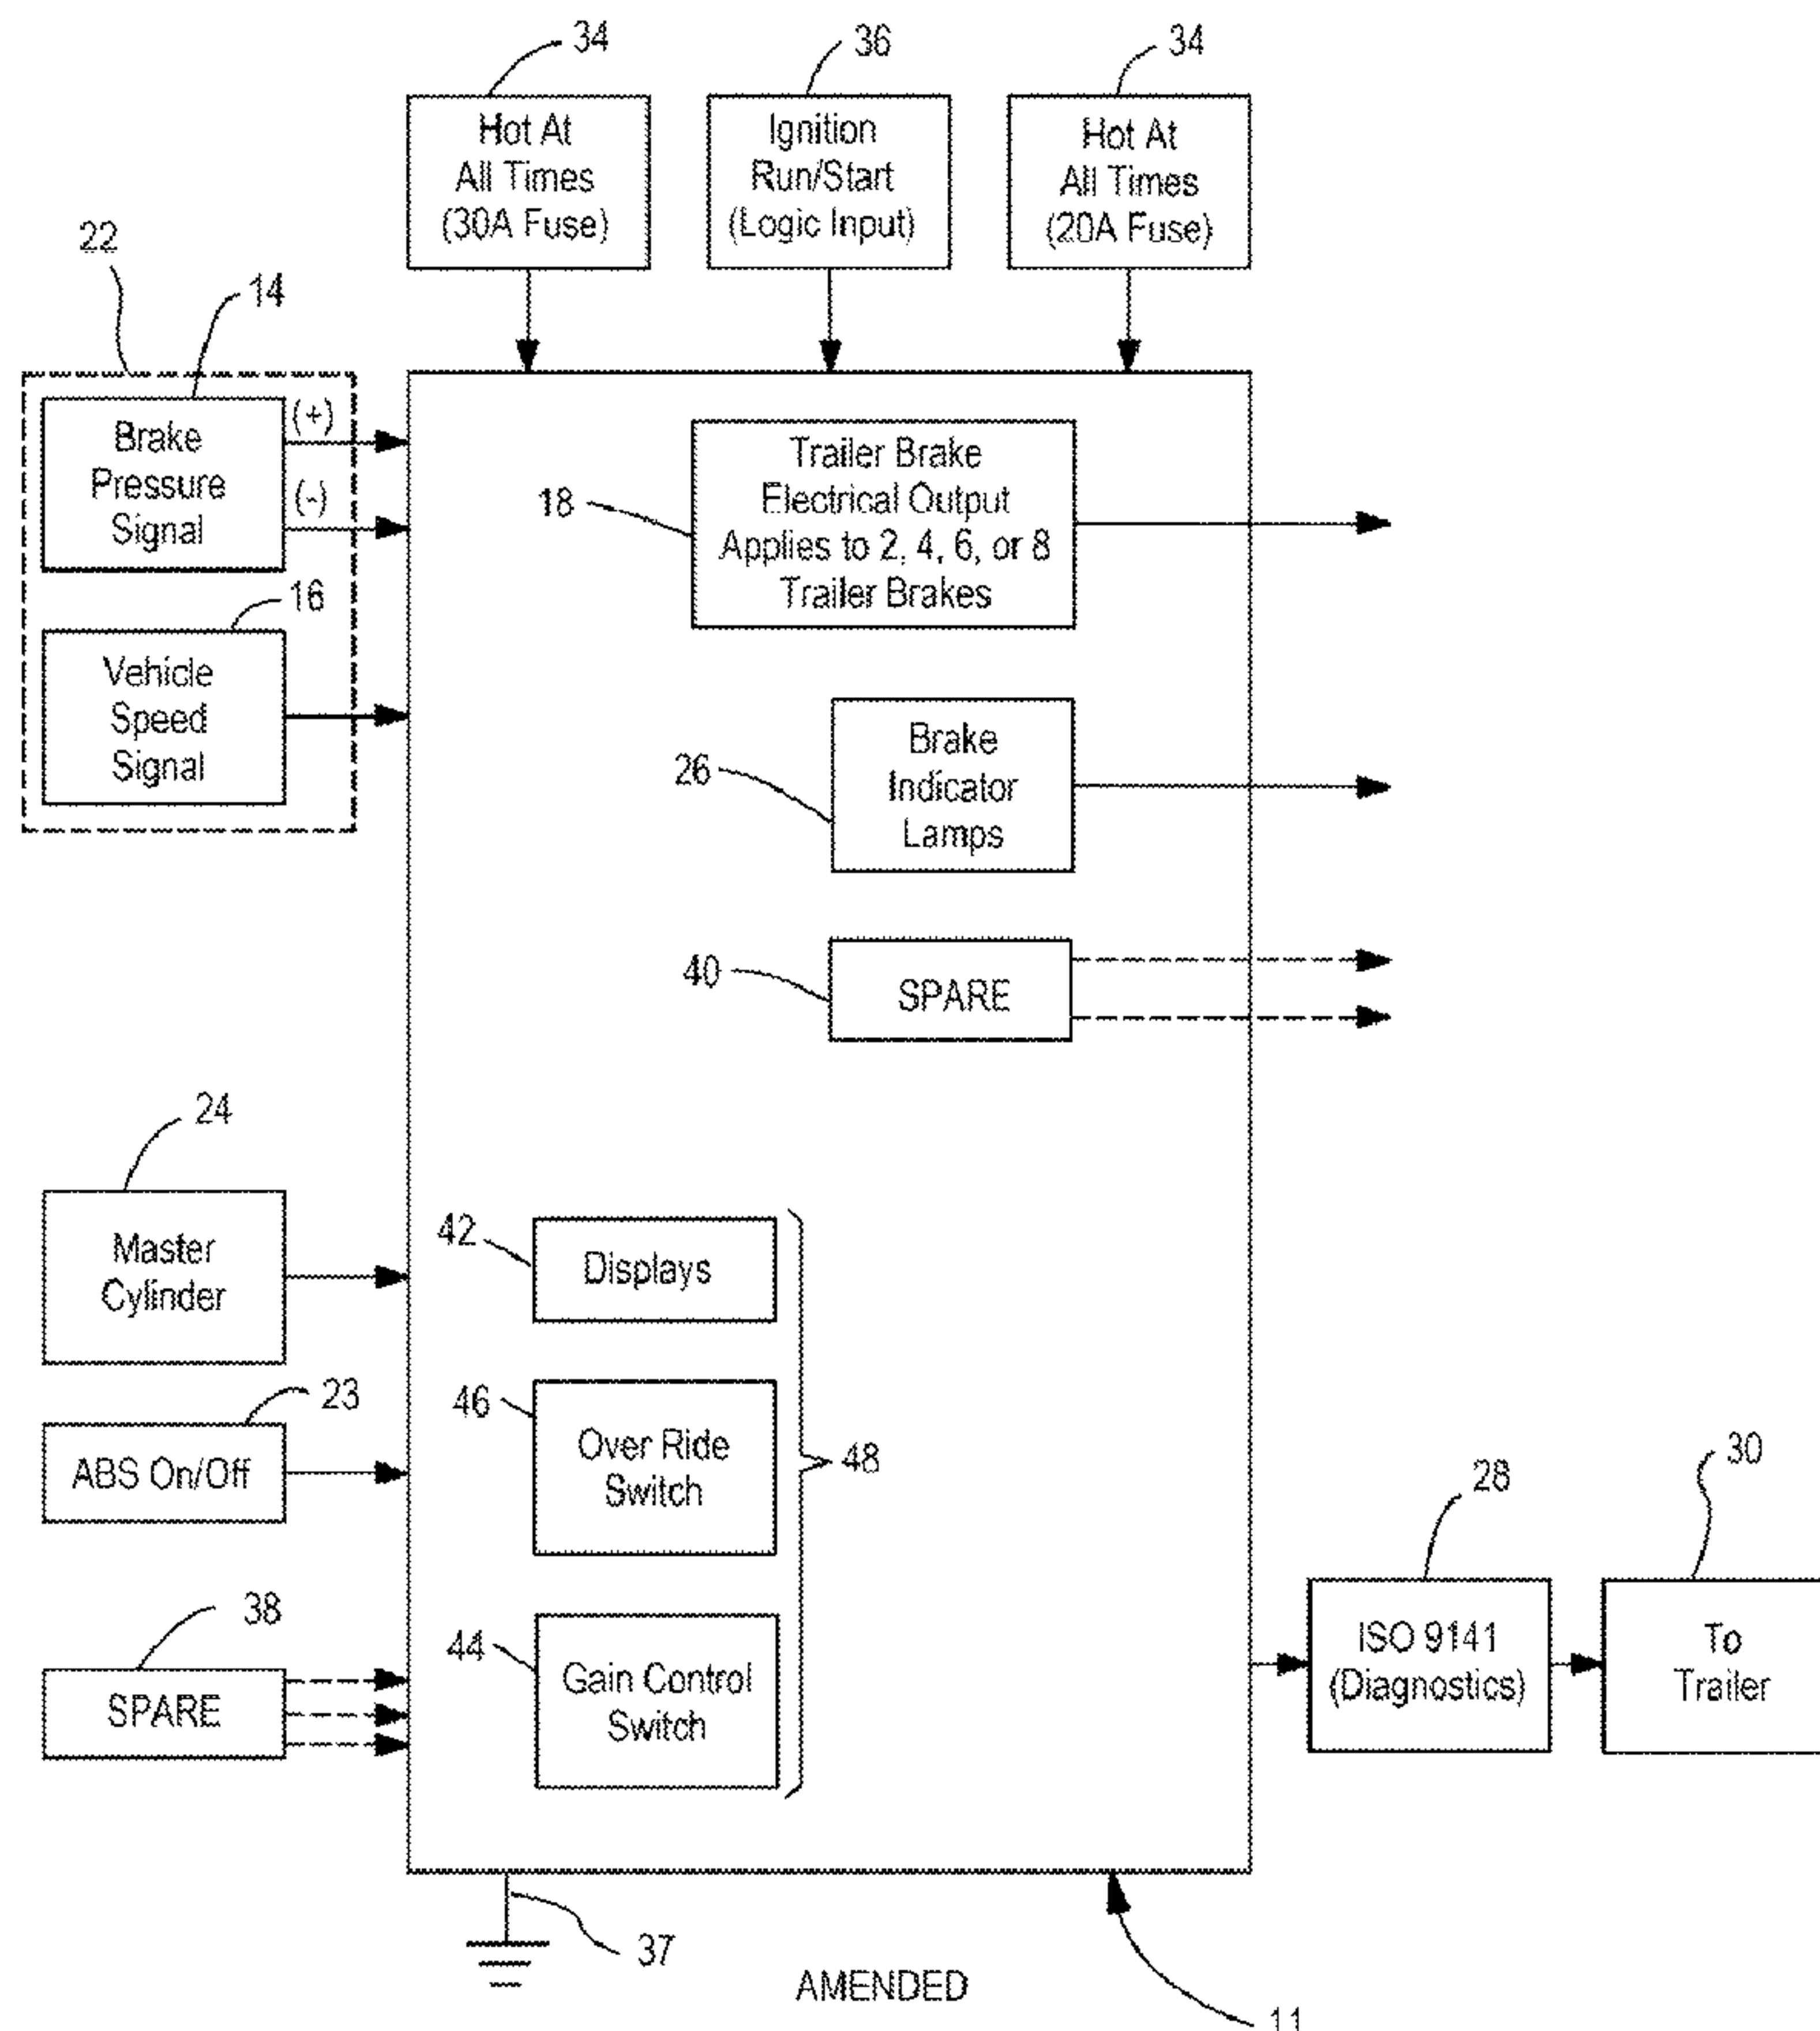 34
36
34
Hot At
All Times
(30A Fuse)
Ignition
Run/Start
(Logic Input)
Hot At
All Times
(20A Fuse)
22
14
Brake
Pressure
Signal
(+)
(-)
16
Vehicle
Speed
Signal
18
Trailer Brake
Electrical Output
Applies to 2, 4, 6, or 8
Trailer Brakes
26
Brake
Indicator
Lamps
40
SPARE
24
Master
Cylinder
42
Displays
23
ABS On/Off
46
Over Ride
Switch
48
38
SPARE
44
Gain Control
Switch
28
ISO 9141
(Diagnostics)
30
To
Trailer
37
AMENDED
11